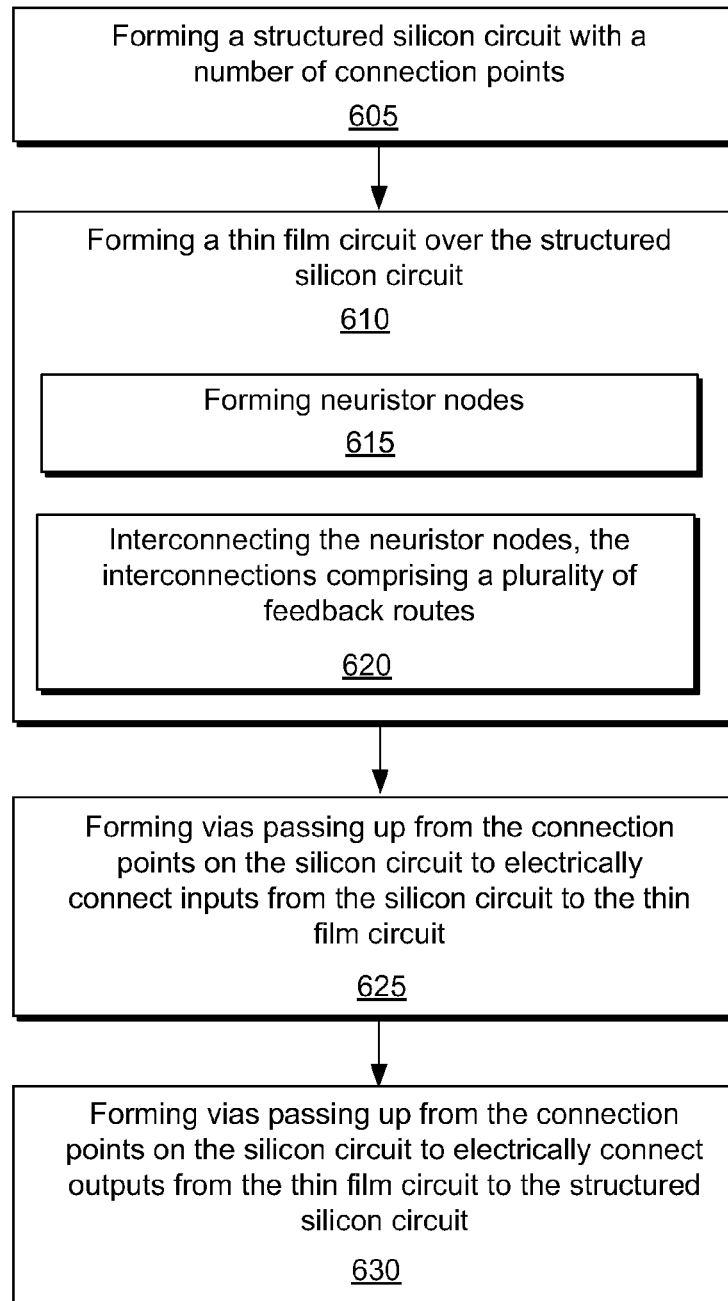 Forming a structured silicon circuit with a
number of connection points
605
Forming a thin film circuit over the structured
silicon circuit
610
Forming neuristor nodes
615
Interconnecting the neuristor nodes, the
interconnections comprising a plurality of
feedback routes
620
Forming vias passing up from the connection
points on the silicon circuit to electrically
connect inputs from the silicon circuit to the thin
film circuit
625
Forming vias passing up from the connection
points on the silicon circuit to electrically connect
outputs from the thin film circuit to the structured
silicon circuit
630